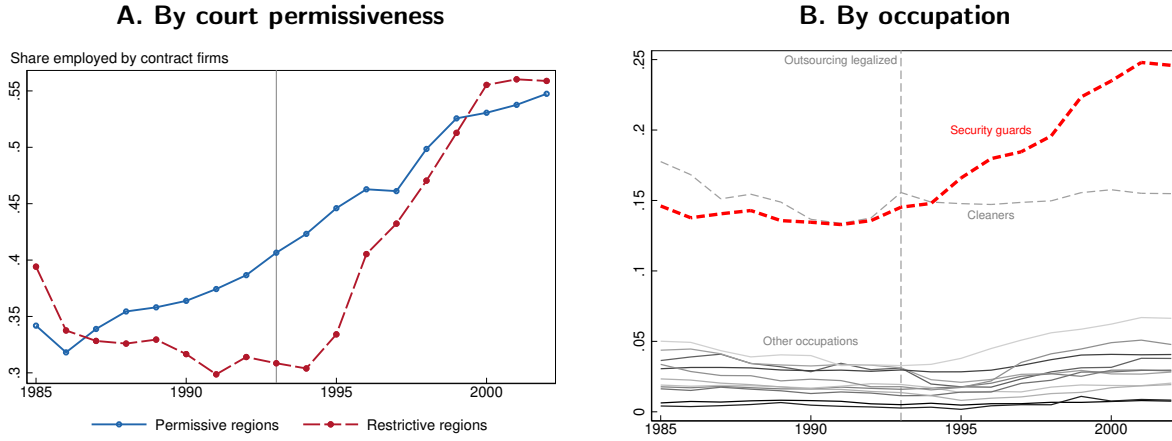 A. By court permissiveness
Share employed by contract firms
.55
.5
.45
.4
.35
.3
1985
1990
1995
2000
Permissive regions
Restrictive regions
B. By occupation
.25
.2
.15
.1
.05
0
Outsourcing legalized
Security guards
Cleaners
Other occupations
1985
1990
1995
2000